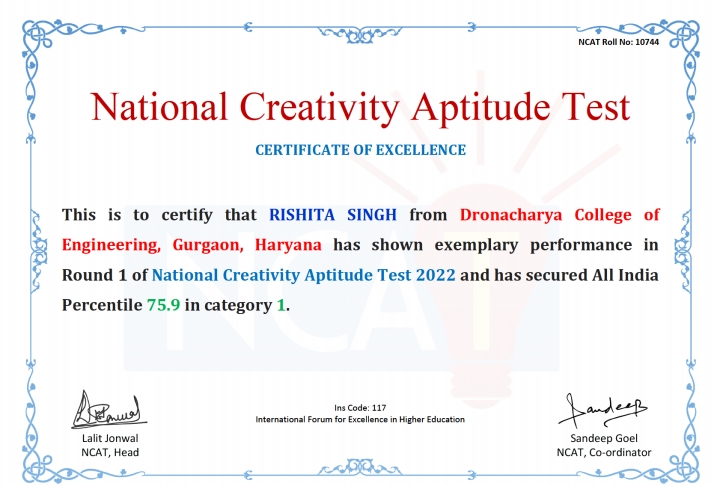 NCAT Roll No: 10744
National Creativity Aptitude Test
CERTIFICATE OF EXCELLENCE
This is to certify that RISHITA SINGH from Dronacharya College of
Engineering, Gurgaon, Haryana has shown exemplary performance in
Round 1 of National Creativity Aptitude Test 2022 and has secured All India
Percentile 75.9 in category 1.
NCAT
Sandeep
Ins Code: 117
International Forum for Excellence in Higher Education
Lalit Jonwal
NCAT, Head
Sandeep Goel
NCAT, Co-ordinator